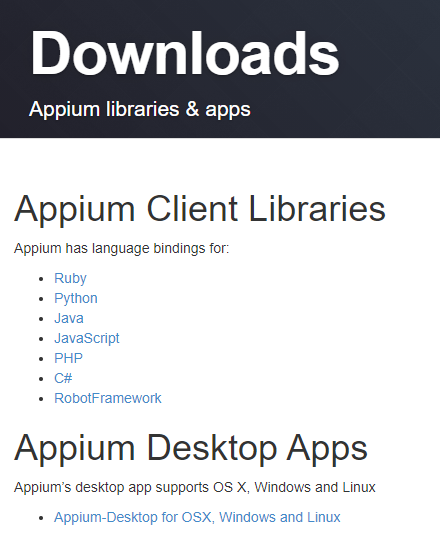 Downloads
Appium libraries & apps
Appium Client Libraries
Appium has language bindings for:
Ruby
Python
Java
JavaScript
PHP
C#
RobotFramework
Appium Desktop Apps
Appium’s desktop app supports OS X, Windows and Linux
Appium-Desktop for OSX, Windows and Linux